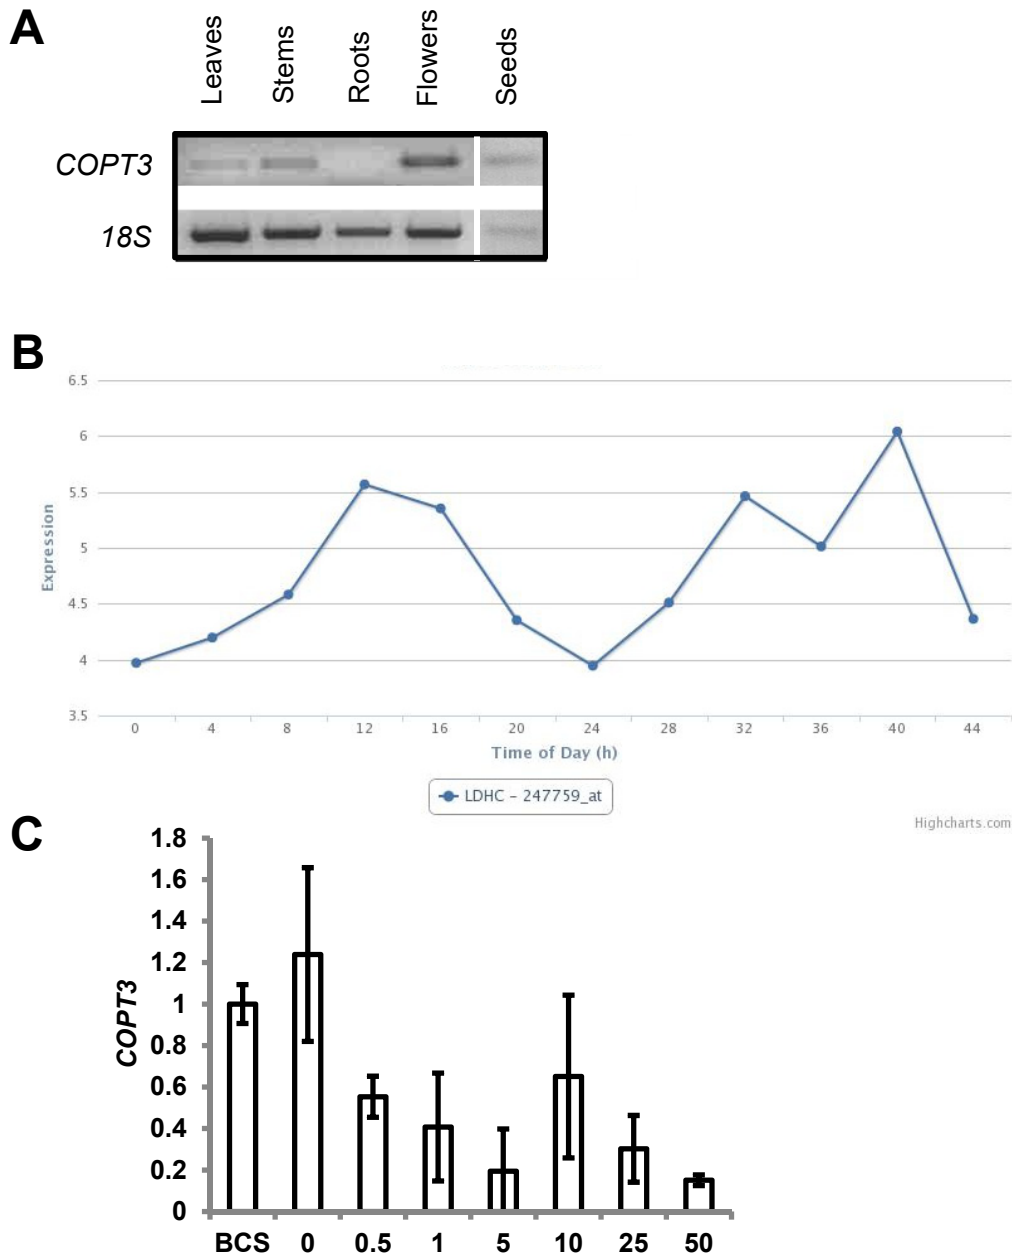 A
Leaves
Stems
Roots
Flowers
Seeds
COPT3
18S
B
6.5
6
5.5
5
4.5
4
3.5
Expression
0 4 8 12 16 20 24 28 32 36 40 44
Time of Day (h)
LDHC - 247759_at
Highcharts.com
C
1.8
1.6
1.4
1.2
1
0.8
0.6
0.4
0.2
0
COPT3
BCS 0 0.5 1 5 10 25 50